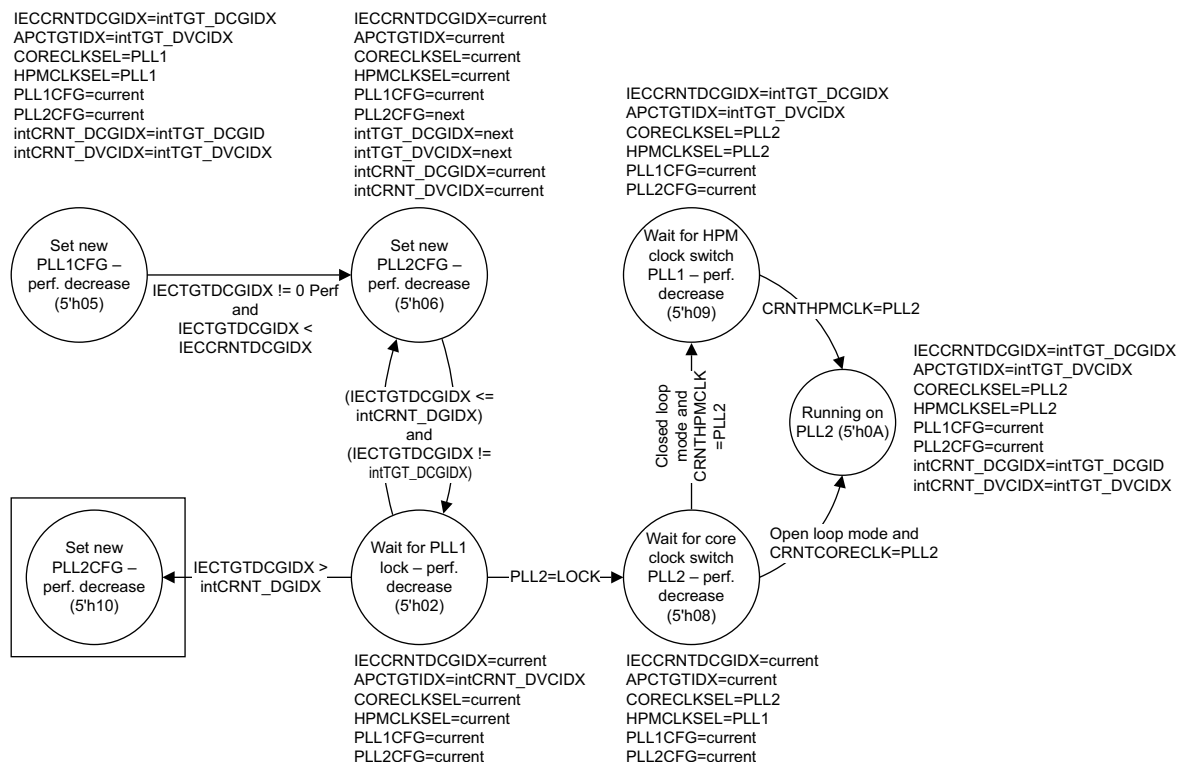 IECCRNTDCGIDX=intTGT_DCGIDX
APCTGTIDX=intTGT_DVCIDX
CORECLKSEL=PLL1
HPMCLKSEL=PLL1
PLL1CFG=current
PLL2CFG=current
intCRNT_DCGIDX=intTGT_DCGID
intCRNT_DVCIDX=intTGT_DVCIDX
IECCRNTDCGIDX=current
APCTGTIDX=current
CORECLKSEL=current
HPMCLKSEL=current
PLL1CFG=current
PLL2CFG=next
intTGT_DCGIDX=next
intTGT_DVCIDX=next
intCRNT_DCGIDX=current
intCRNT_DVCIDX=current
IECCRNTDCGIDX=intTGT_DCGIDX
APCTGTIDX=intTGT_DVCIDX
CORECLKSEL=PLL2
HPMCLKSEL=PLL2
PLL1CFG=current
PLL2CFG=current
Set new
PLL1CFG –
perf. decrease
(5'h05)
IECTGTDCGIDX != 0 Perf
and
IECTGTDCGIDX <
IECCRNTDCGIDX
Set new
PLL2CFG –
perf. decrease
(5'h06)
Wait for HPM
clock switch
PLL1 – perf.
decrease
(5'h09)
CRNTHPMCLK=PLL2
(IECTGTDCGIDX <=
intCRNT_DGIDX)
and
(IECTGTDCGIDX !=
intTGT_DCGIDX)
Closed loop
mode and
CRNTHPMCLK
=PLL2
Running on
PLL2 (5'h0A)
IECCRNTDCGIDX=intTGT_DCGIDX
APCTGTIDX=intTGT_DVCIDX
CORECLKSEL=PLL2
HPMCLKSEL=PLL2
PLL1CFG=current
PLL2CFG=current
intCRNT_DCGIDX=intTGT_DCGID
intCRNT_DVCIDX=intTGT_DVCIDX
Set new
PLL2CFG –
perf. decrease
(5'h10)
IECTGTDCGIDX >
intCRNT_DGIDX
Wait for PLL1
lock – perf.
decrease
(5'h02)
PLL2=LOCK
Wait for core
clock switch
PLL2 – perf.
decrease
(5'h08)
Open loop mode and
CRNTCORECLK=PLL2
IECCRNTDCGIDX=current
APCTGTIDX=intCRNT_DVCIDX
CORECLKSEL=current
HPMCLKSEL=current
PLL1CFG=current
PLL2CFG=current
IECCRNTDCGIDX=current
APCTGTIDX=current
CORECLKSEL=PLL2
HPMCLKSEL=PLL1
PLL1CFG=current
PLL2CFG=current